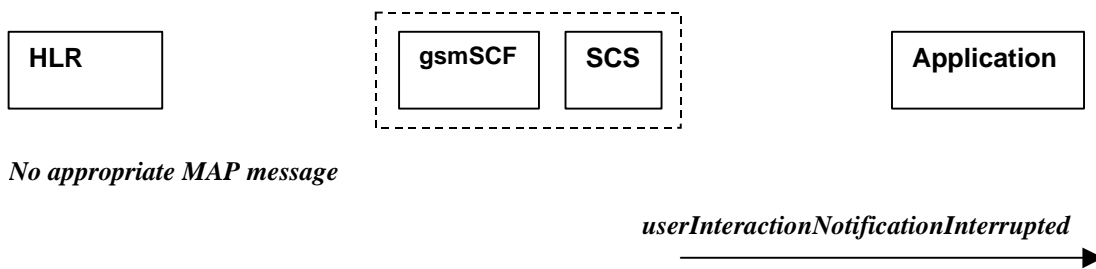 HLR
gsmSCF
SCS
Application
No appropriate MAP message
userInteractionNotificationInterrupted